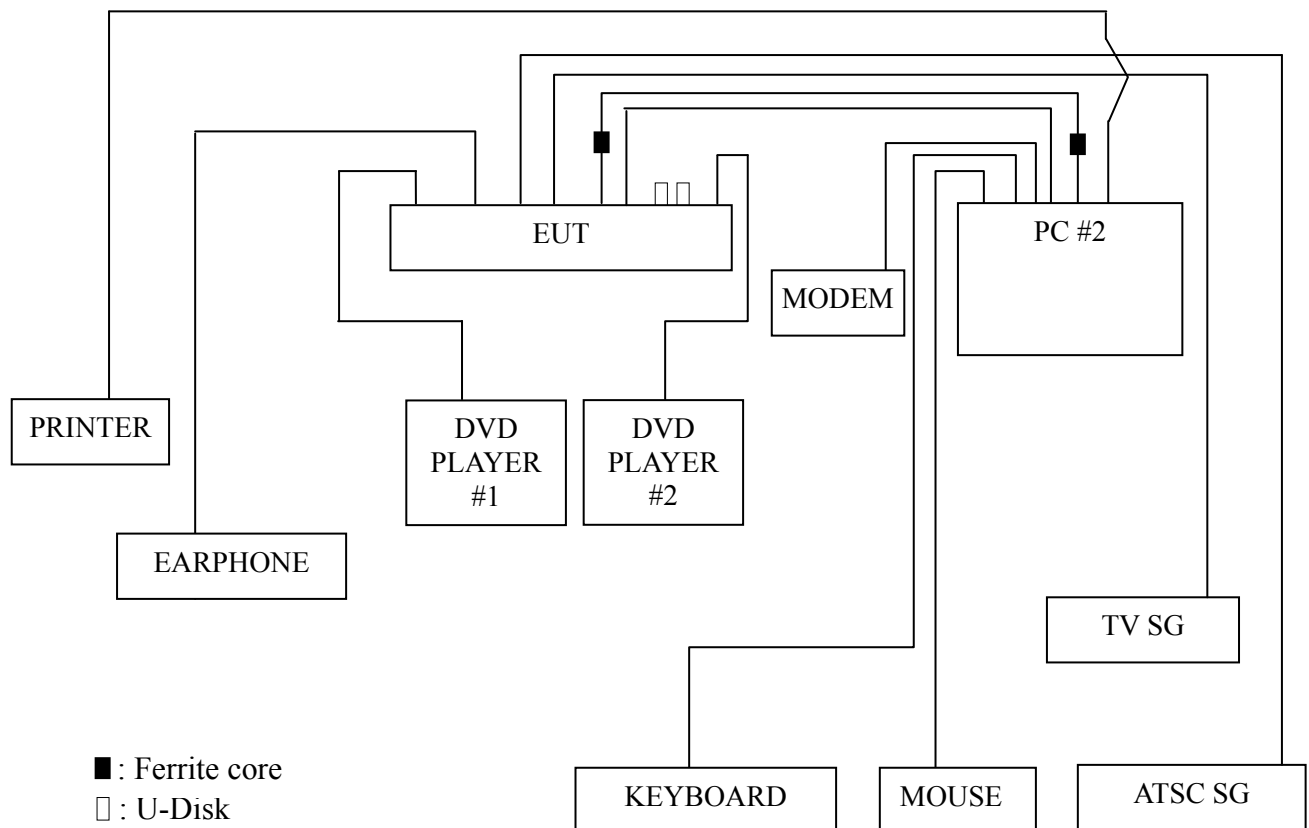 EUT
PC #2
MODEM
PRINTER
DVD
PLAYER
#1
DVD
PLAYER
#2
EARPHONE
TV SG
: Ferrite core
: U-Disk
KEYBOARD
MOUSE
ATSC SG